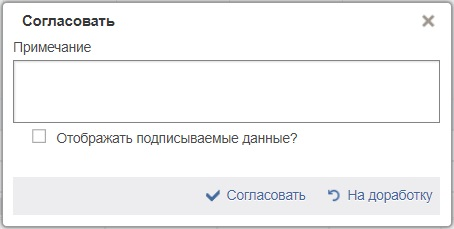 Согласовать
Примечание
Отображать подписываемые данные?
Согласовать На доработку